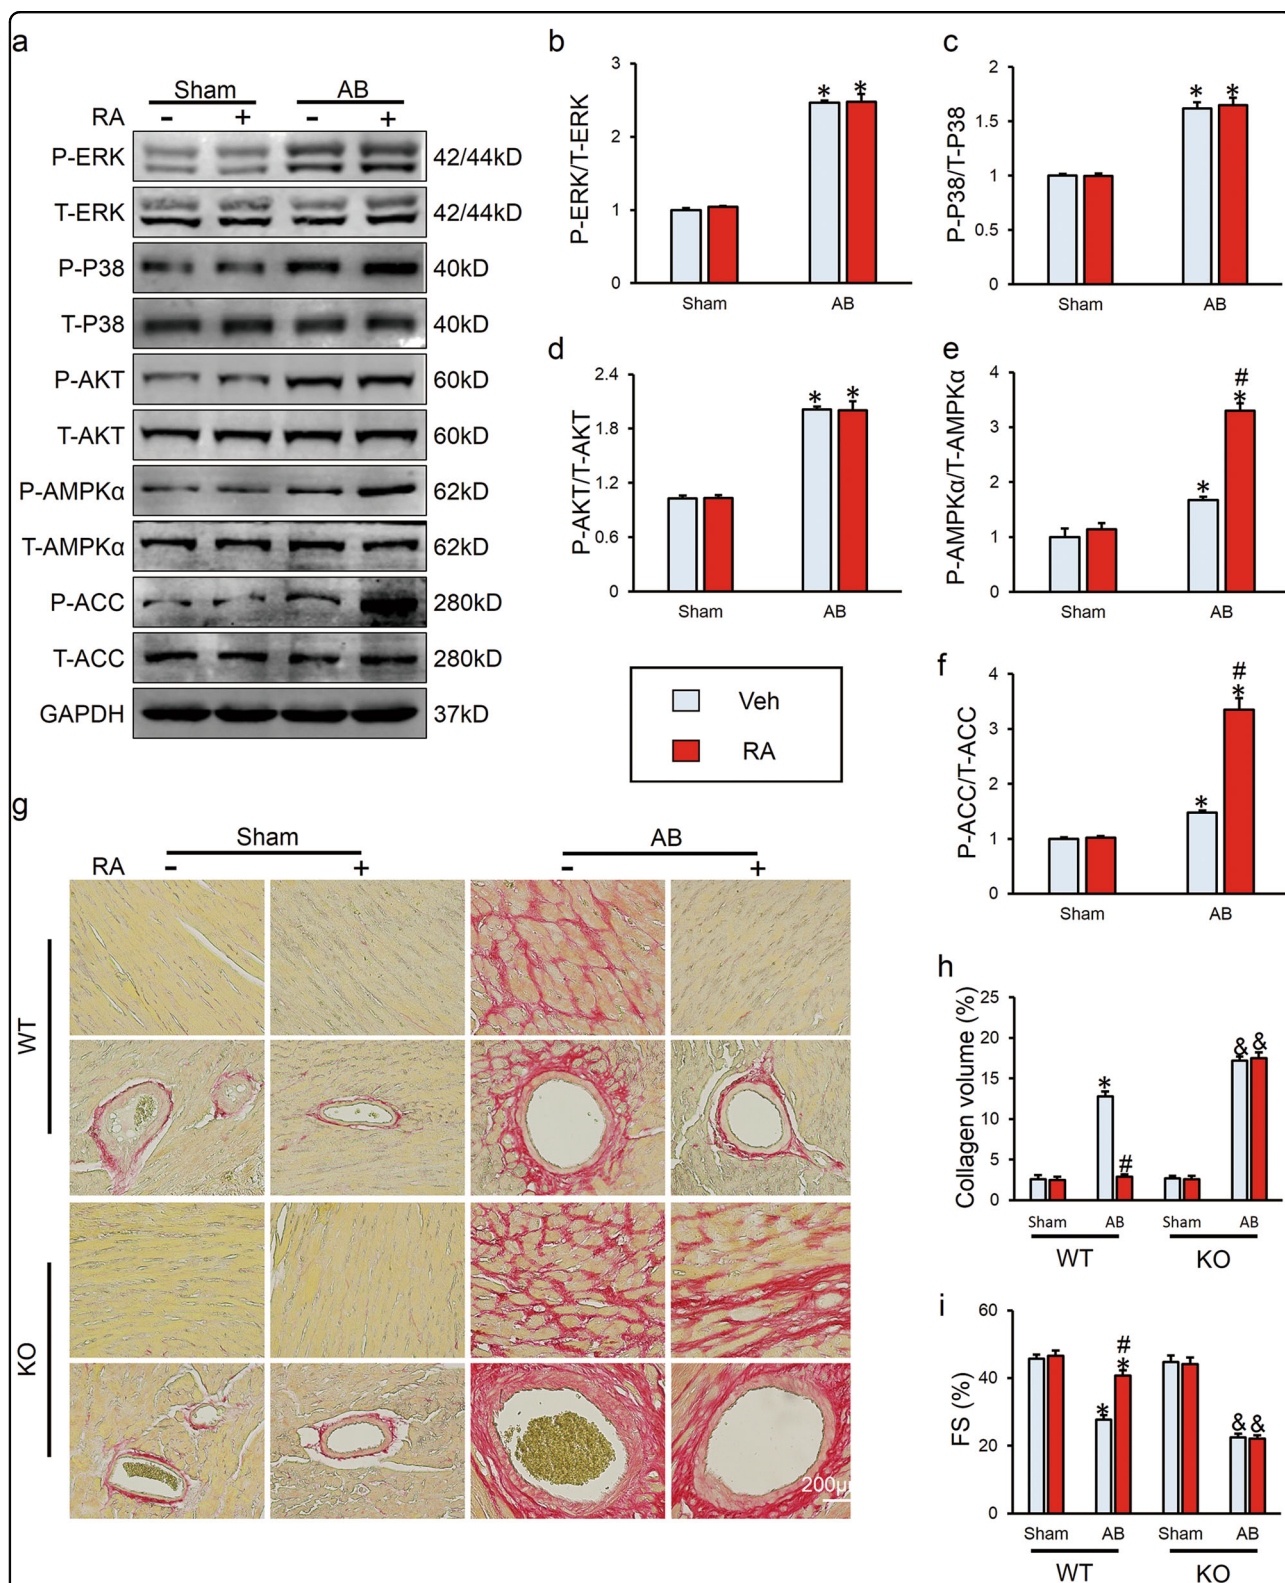 a
Sham AB
RA - + - +
P-ERK 42/44kD
T-ERK 42/44kD
P-P38 40kD
T-P38 40kD
P-AKT 60kD
T-AKT 60kD
P-AMPKα 62kD
T-AMPKα 62kD
P-ACC 280kD
T-ACC 280kD
GAPDH 37kD
b
P-ERK/T-ERK
3
2
1
0
* *
Sham AB
c
P-P38/T-P38
2
1.5
1
0.5
0
* *
Sham AB
d
P-AKT/T-AKT
2.4
1.8
1.2
0.6
0
* *
Sham AB
e
P-AMPKα/T-AMPKα
4
3
2
1
0
#
* *
Sham AB
Veh
RA
f
P-ACC/T-ACC
4
3
2
1
0
#
* *
Sham AB
g
Sham AB
RA - + - +
WT
KO
200μm
h
Collagen volume (%)
25
20
15
10
5
0
* # & &
Sham AB Sham AB
WT KO
i
FS (%)
60
40
20
0
#
* * & &
Sham AB Sham AB
WT KO